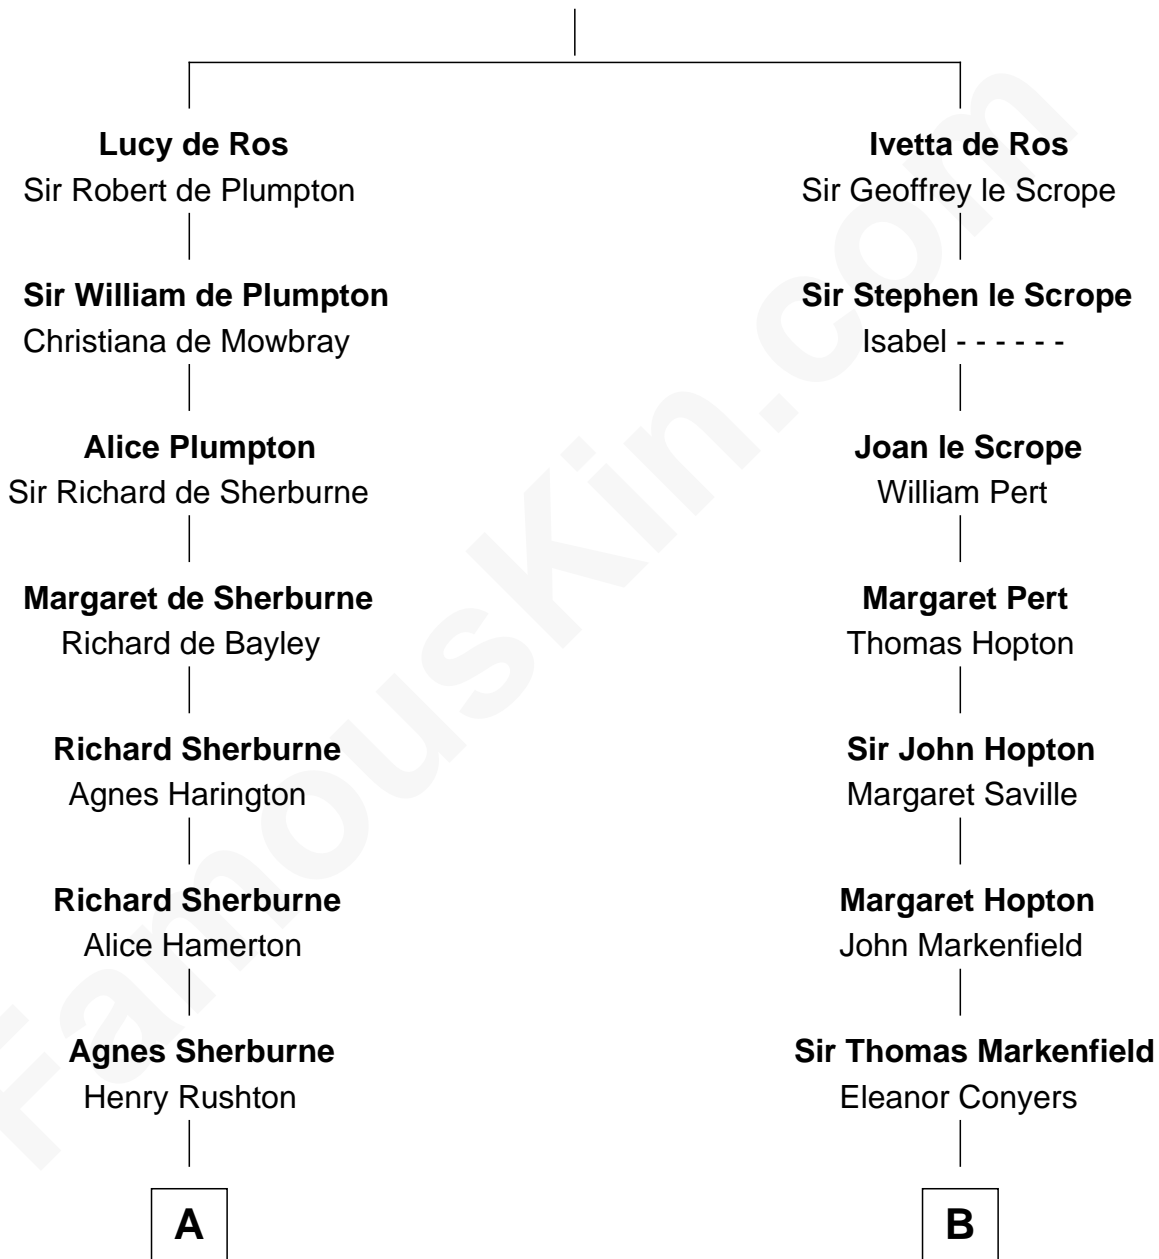 Lucy de Ros
Sir Robert de Plumpton
Sir William de Plumpton
Christiana de Mowbray
Alice Plumpton
Sir Richard de Sherburne
Margaret de Sherburne
Richard de Bayley
Richard Sherburne
Agnes Harington
Richard Sherburne
Alice Hamerton
Agnes Sherburne
Henry Rushton
A
Ivetta de Ros
Sir Geoffrey le Scrope
Sir Stephen le Scrope
Isabel - - - - - -
Joan le Scrope
William Pert
Margaret Pert
Thomas Hopton
Sir John Hopton
Margaret Saville
Margaret Hopton
John Markenfield
Sir Thomas Markenfield
Eleanor Conyers
B
FamousKin.com